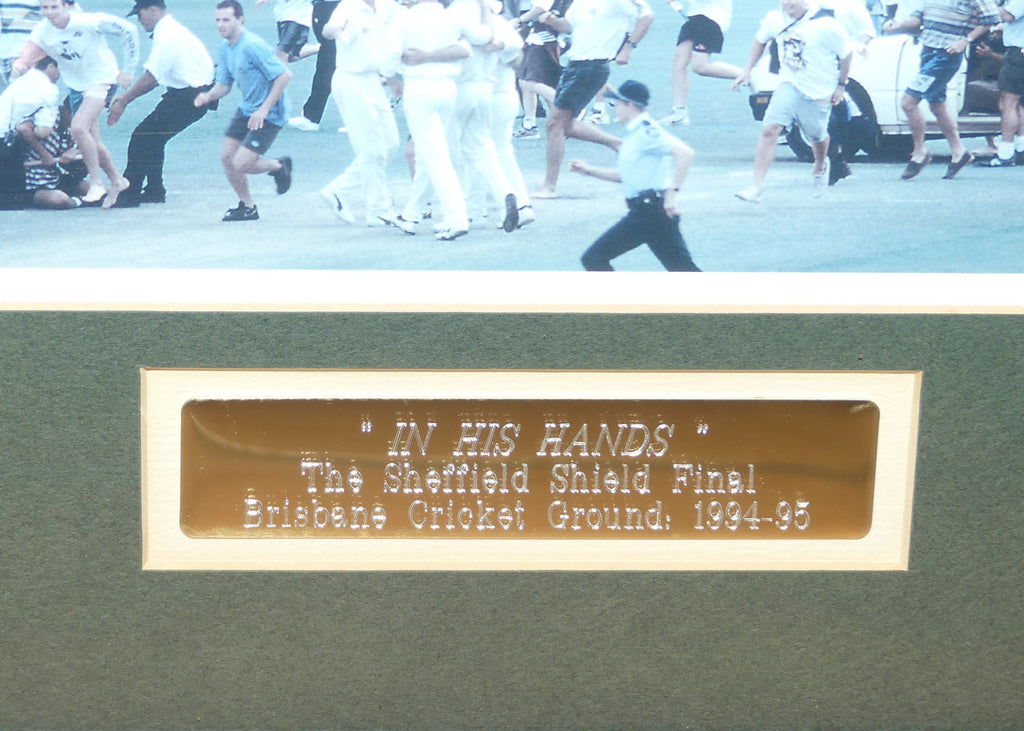 " IN HIS HANDS "
The Sheffield Shield Final
Brisbane Cricket Ground: 1994-95